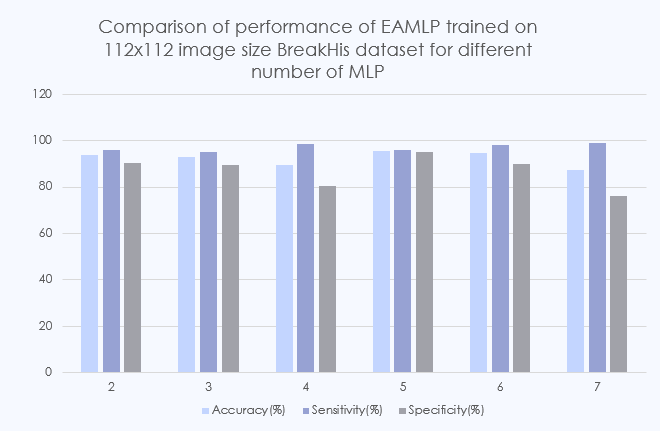 Comparison of performance of EAMLP trained on
112x112 image size BreakHis dataset for different
number of MLP
120
100
80
60
40
20
0
2 3 4 5 6 7
Accuracy(%) Sensitivity(%) Specificity(%)